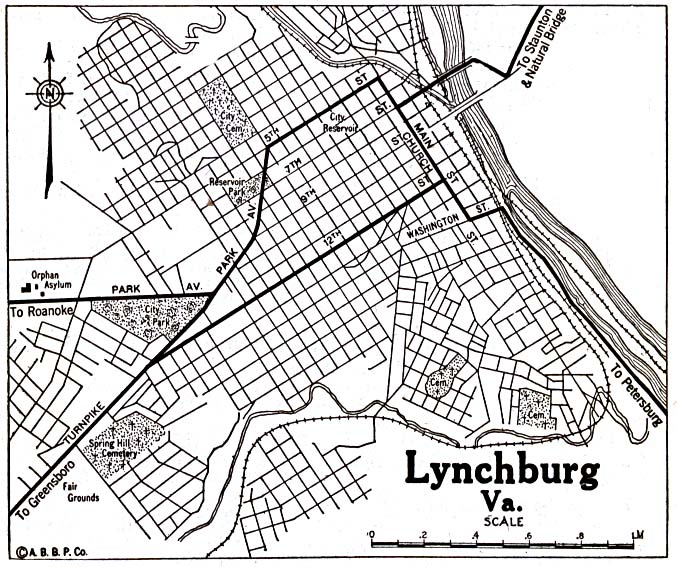 To Staunton
& Natural Bridge
N
City
Cem.
ST
5TH
City
Reservoir
ST.
MAIN
ST
CHURCH
S
7TH
Reservoir
Park
9TH
S
12TH
WASHINGTON
ST.
ST
PARK
AV.
Orphan
Asylum
PARK
AV.
To Roanoke
City
Park
TURNPIKE
To Greensboro
Spring Hill
Cemetery
Fair
Grounds
Cem.
Cem.
To Petersburg
Lynchburg
Va.
SCALE
0 .2 .4 .6 .8 1.M
© A. B. B. P. Co.